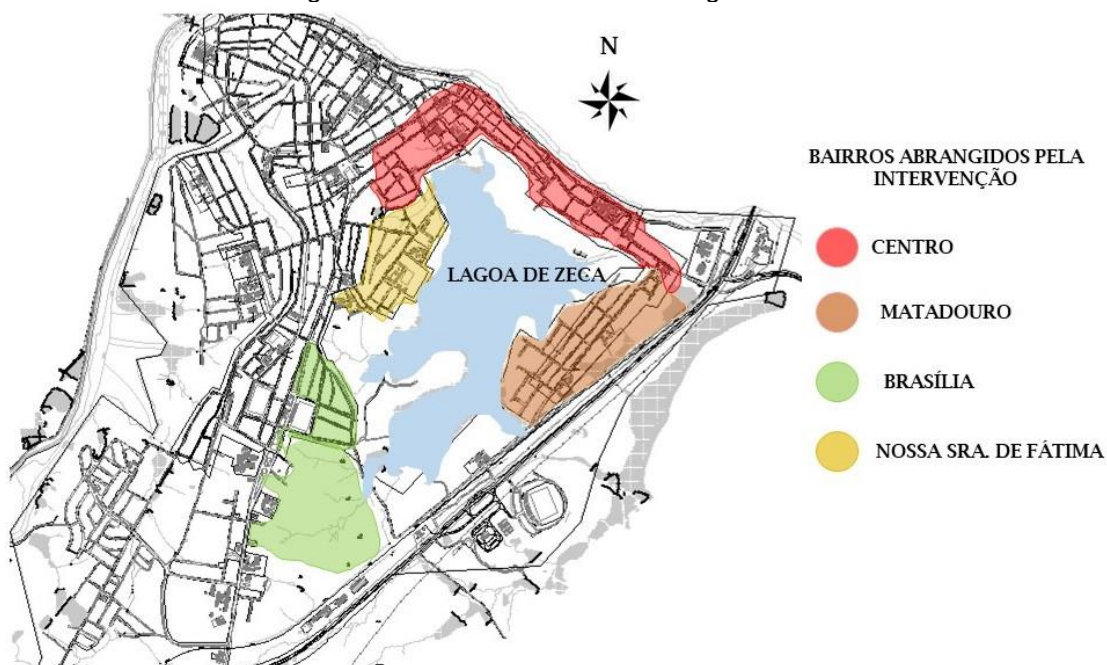 N
BAIRROS ABRANGIDOS PELA
INTERVENÇÃO
CENTRO
LAGOA DE ZECA
MATADOURO
BRASÍLIA
NOSSA SRA. DE FÁTIMA